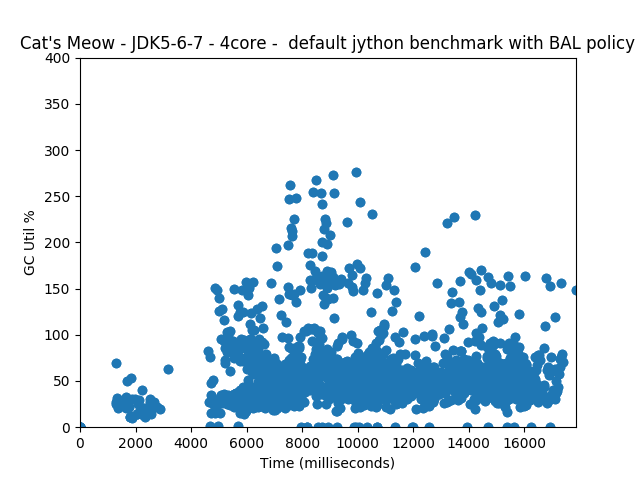 Cat's Meow - JDK5-6-7 - 4core -  default jython benchmark with BAL policy
400
350
300
250
200
150
100
50
0
GC Util %
0 2000 4000 6000 8000 10000 12000 14000 16000
Time (milliseconds)